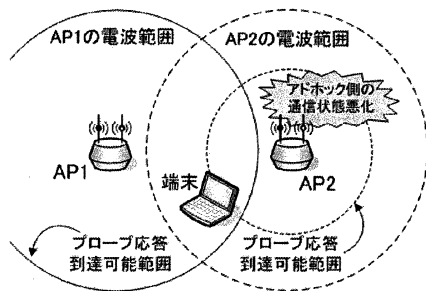 AP1の電波範囲
AP2の電波範囲
アドホック側の
通信状態悪化
AP1
端末
AP2
プローブ応答
到達可能範囲
プローブ応答
到達可能範囲